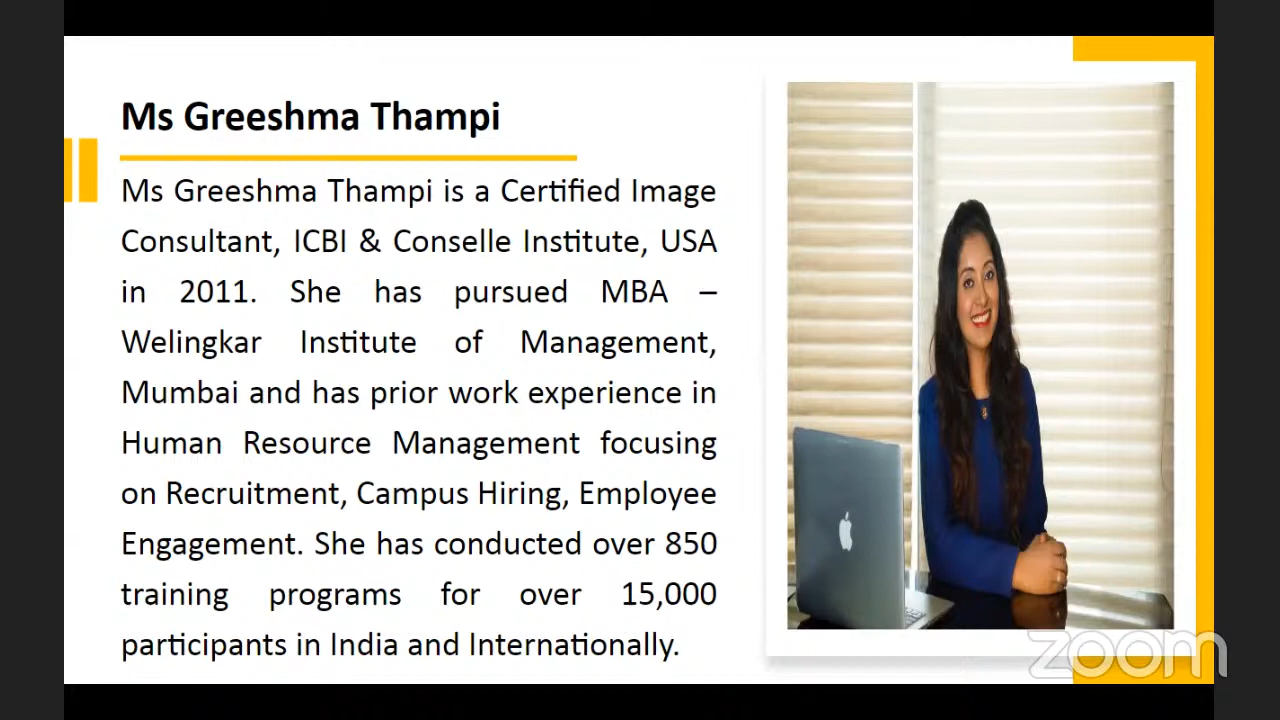 Ms Greeshma Thampi
Ms Greeshma Thampi is a Certified Image
Consultant, ICBI & Conselle Institute, USA
in 2011. She has pursued MBA –
Welingkar Institute of Management,
Mumbai and has prior work experience in
Human Resource Management focusing
on Recruitment, Campus Hiring, Employee
Engagement. She has conducted over 850
training programs for over 15,000
participants in India and Internationally.
zoom